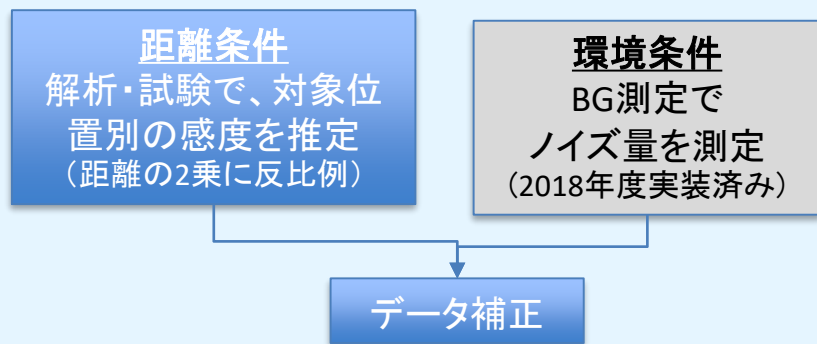 距離条件
解析・試験で、対象位
置別の感度を推定
（距離の2乗に反比例）
環境条件
BG測定で
ノイズ量を測定
（2018年度実装済み）
データ補正